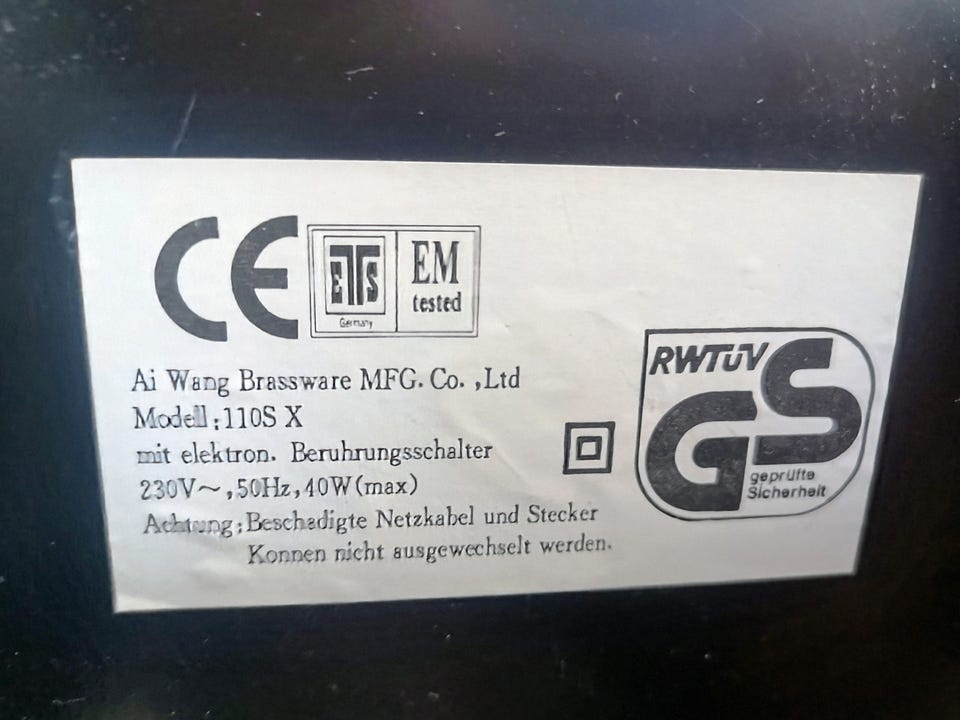 CE
ETS
Germany
EM
tested
Ai Wang Brassware MFG. Co. ,Ltd
Modell:110S X
mit elektron. Beruhrungsschalter
230V~,50Hz,40W(max)
Achtung:Beschadigte Netzkabel und Stecker
Konnen nicht ausgewechselt werden.
RWTÜV
GS
geprüfte
Sicherheit